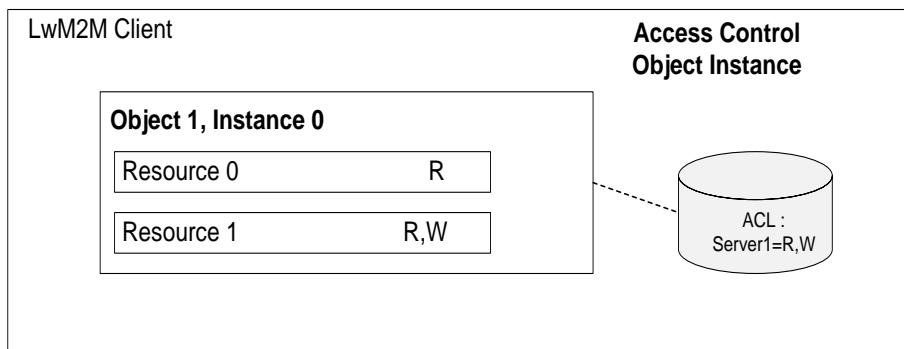 LwM2M Client
Access Control
Object Instance
Object 1, Instance 0
Resource 0 R
Resource 1 R,W
ACL :
Server1=R,W